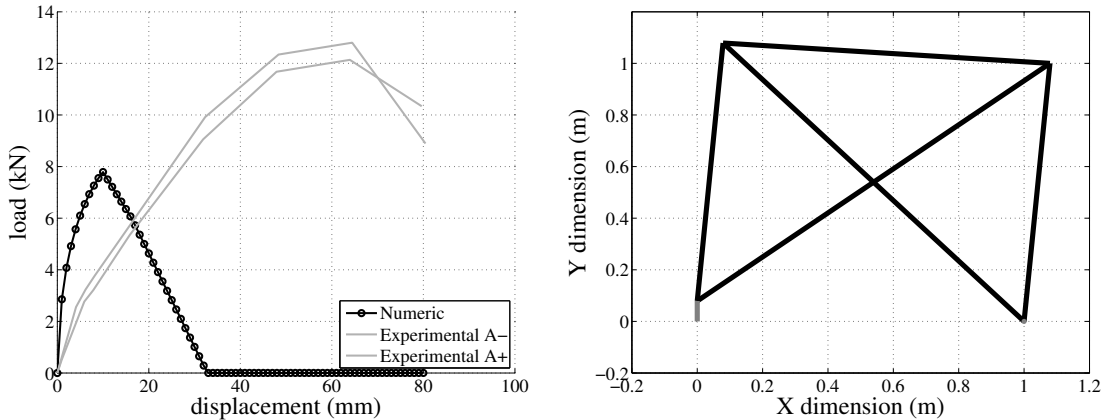 14
12
10
8
6
4
2
0
0 20 40 60 80 100
load (kN)
displacement (mm)
Numeric
Experimental A−
Experimental A+
1
0.8
0.6
0.4
0.2
0
−0.2
−0.2 0 0.2 0.4 0.6 0.8 1 1.2
Y dimension (m)
X dimension (m)